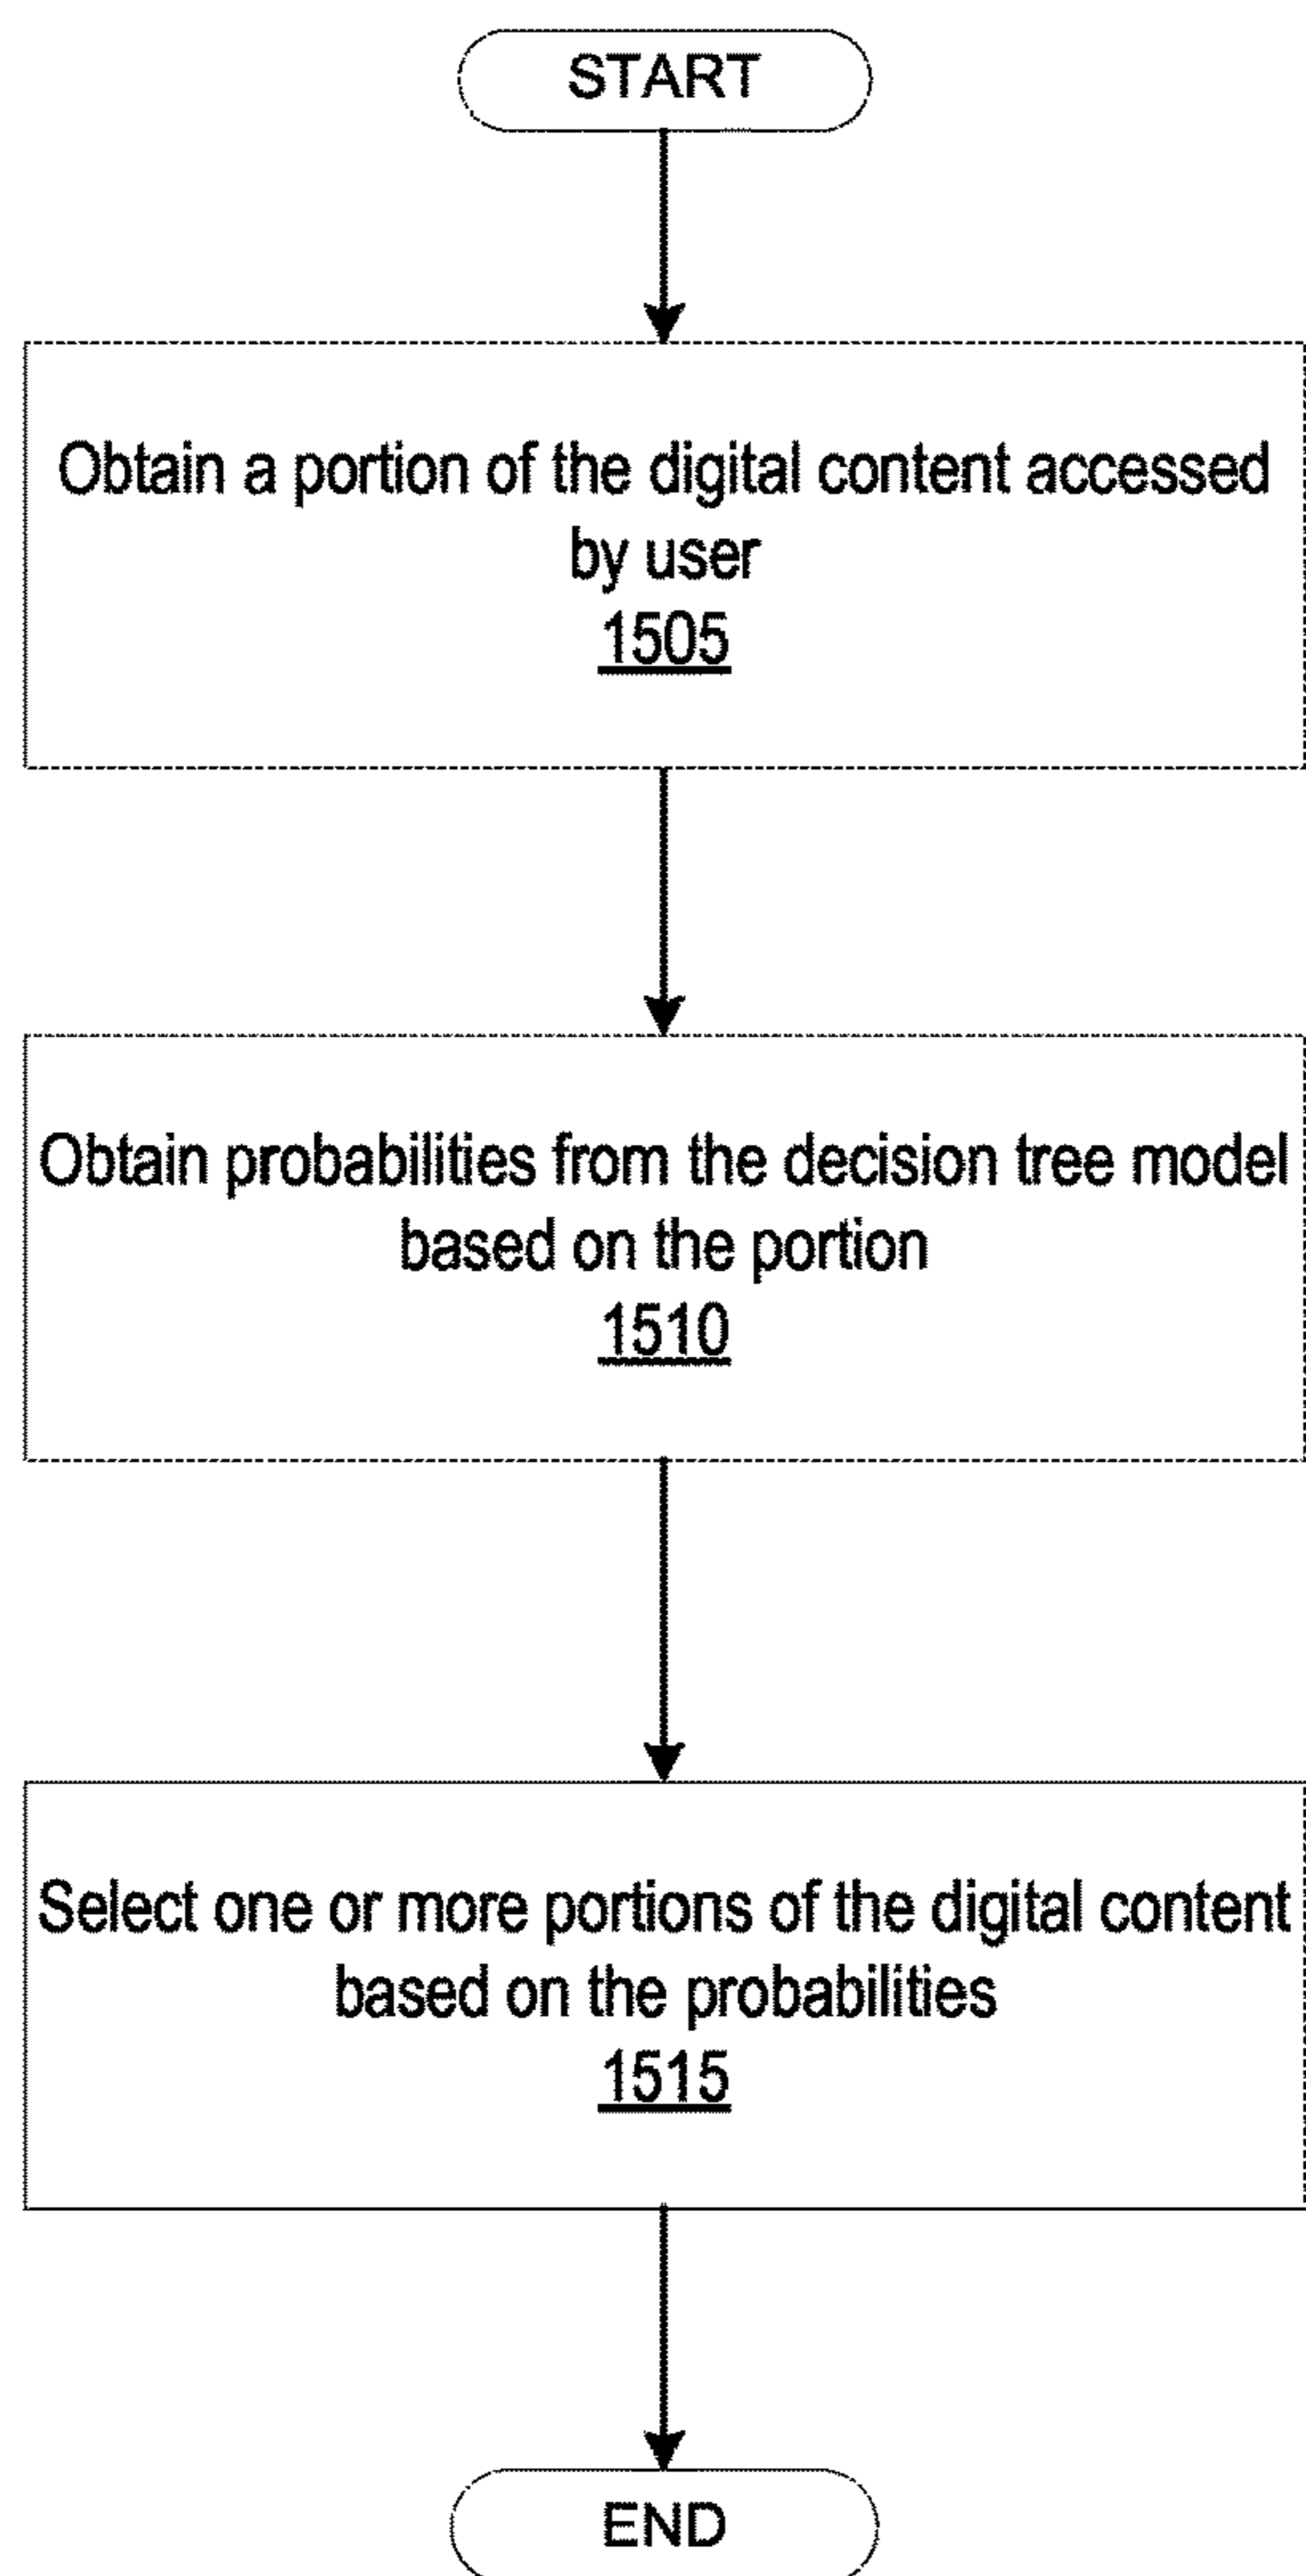 START
Obtain a portion of the digital content accessed
by user
1505
Obtain probabilities from the decision tree model
based on the portion
1510
Select one or more portions of the digital content
based on the probabilities
1515
END